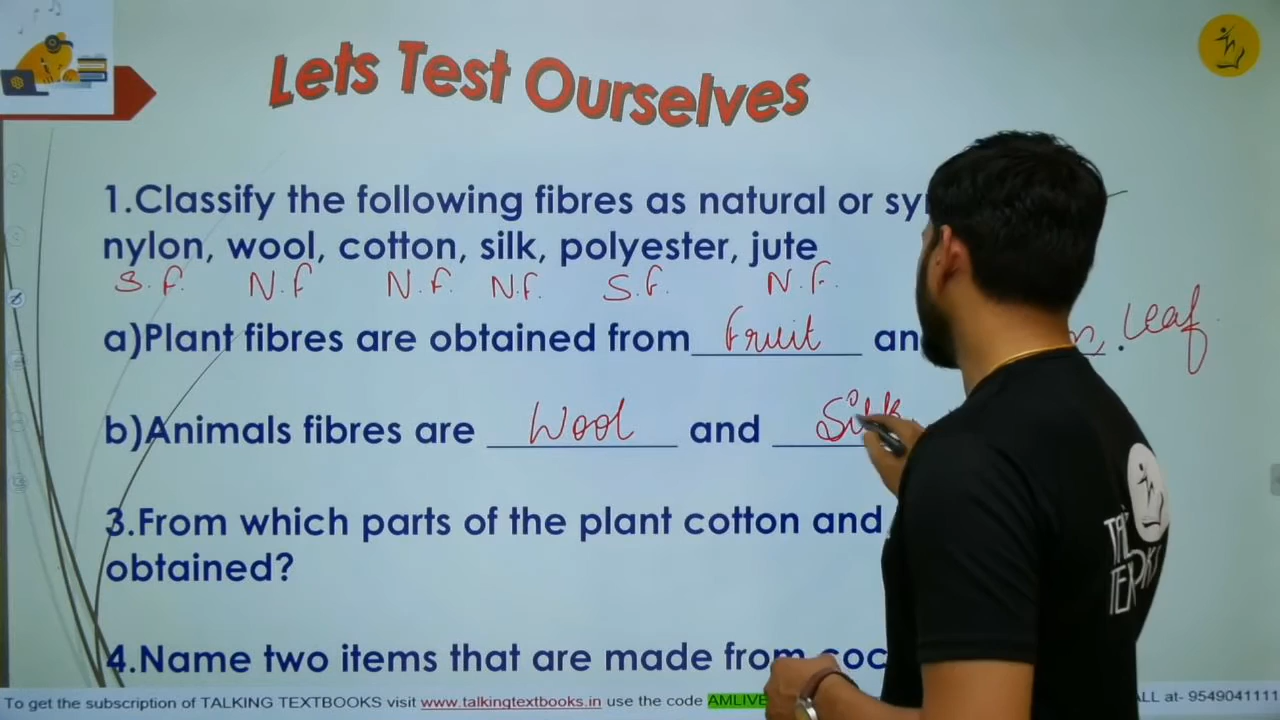 Lets Test Ourselves
1.Classify the following fibres as natural or
nylon, wool, cotton, silk, polyester, jute
S.f. N.f N.f. N.f. S.f. N.f.
a)Plant fibres are obtained from Fruit . Leaf
b)Animals fibres are Wool and Silk
3.From which parts of the plant cotton and
obtained?
4.Name two items that are made from
To get the subscription of TALKING TEXTBOOKS visit www.talkingtextbooks.in use the code AMLIVE at- 9549041111